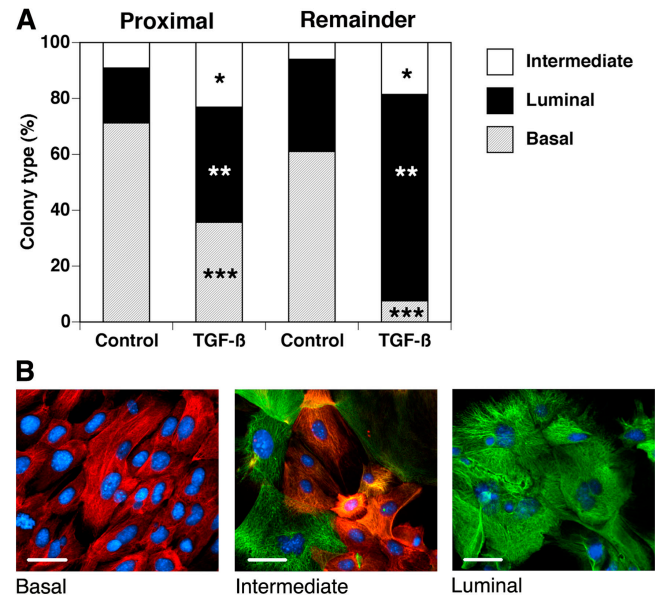 A
Proximal Remainder
100
80
60
40
20
0
Colony type (%)
* *
** **
*** ***
Control TGF-ß Control TGF-ß
Intermediate
Luminal
Basal
B
Basal Intermediate Luminal